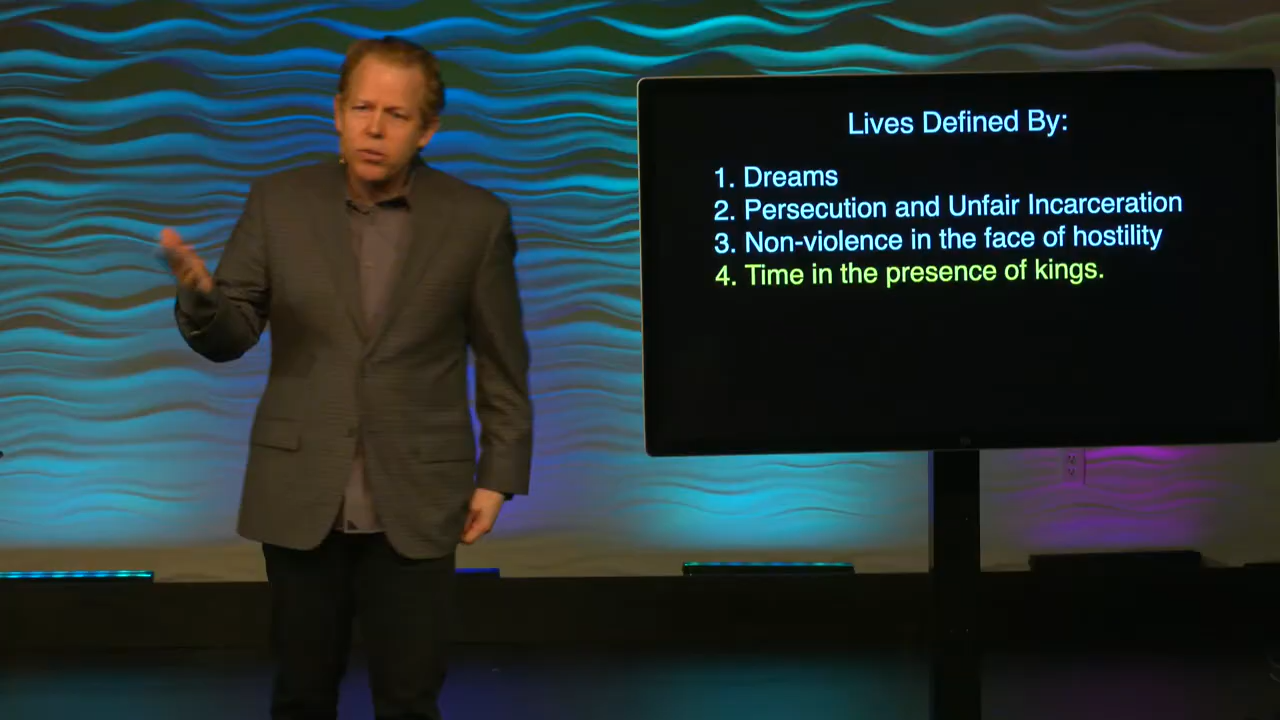 Lives Defined By:
1. Dreams
2. Persecution and Unfair Incarceration
3. Non-violence in the face of hostility
4. Time in the presence of kings.